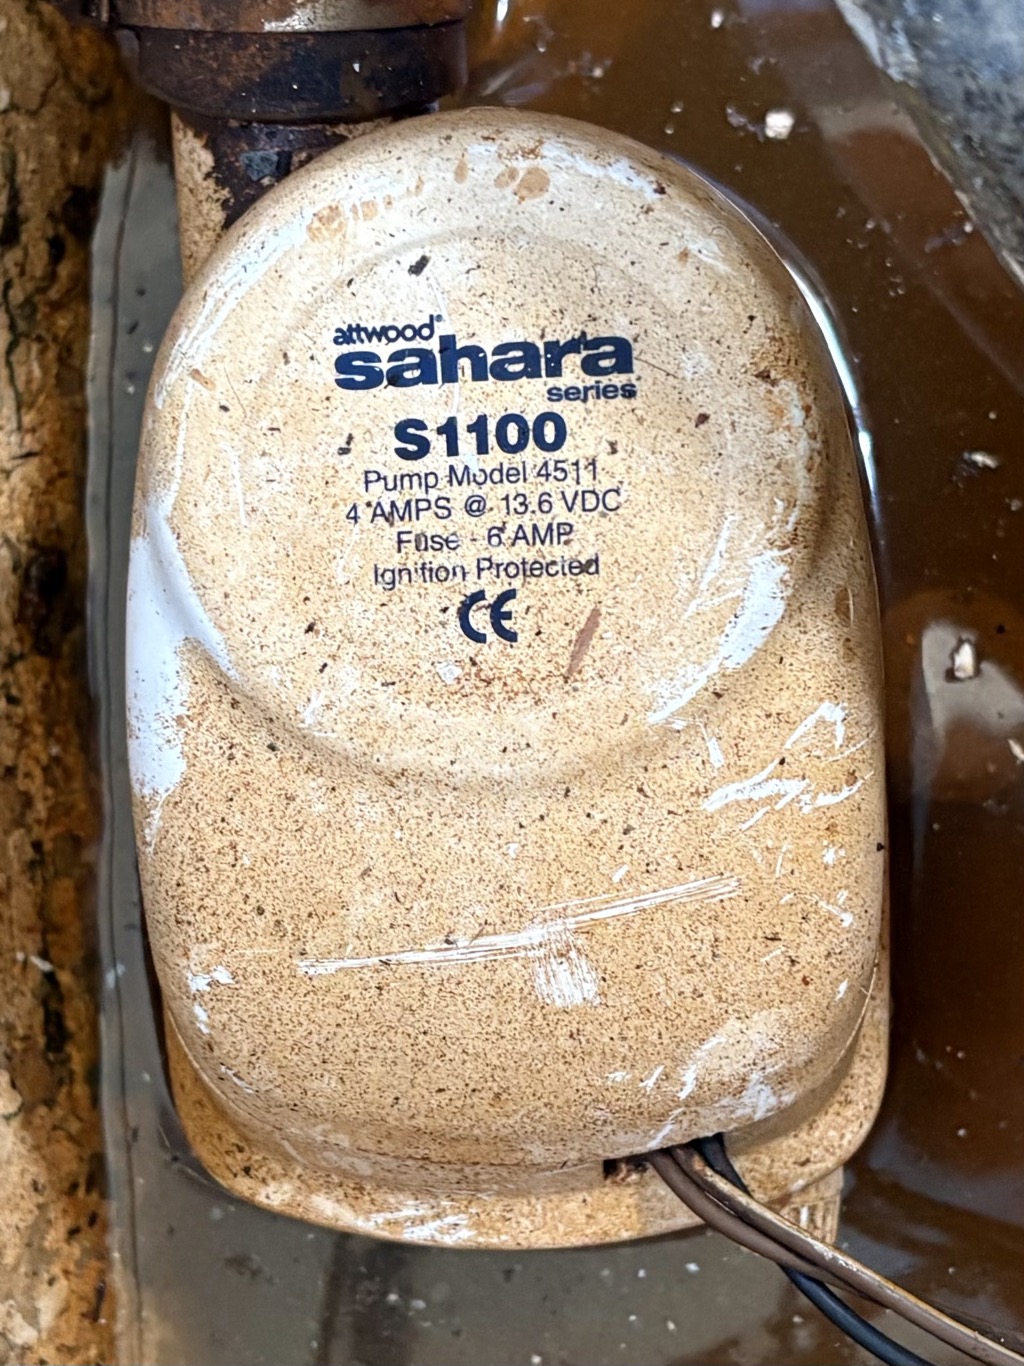 attwood®
sahara
series
S1100
Pump Model 4511
4 AMPS @ 13.6 VDC
Fuse - 6 AMP
Ignition Protected
CE